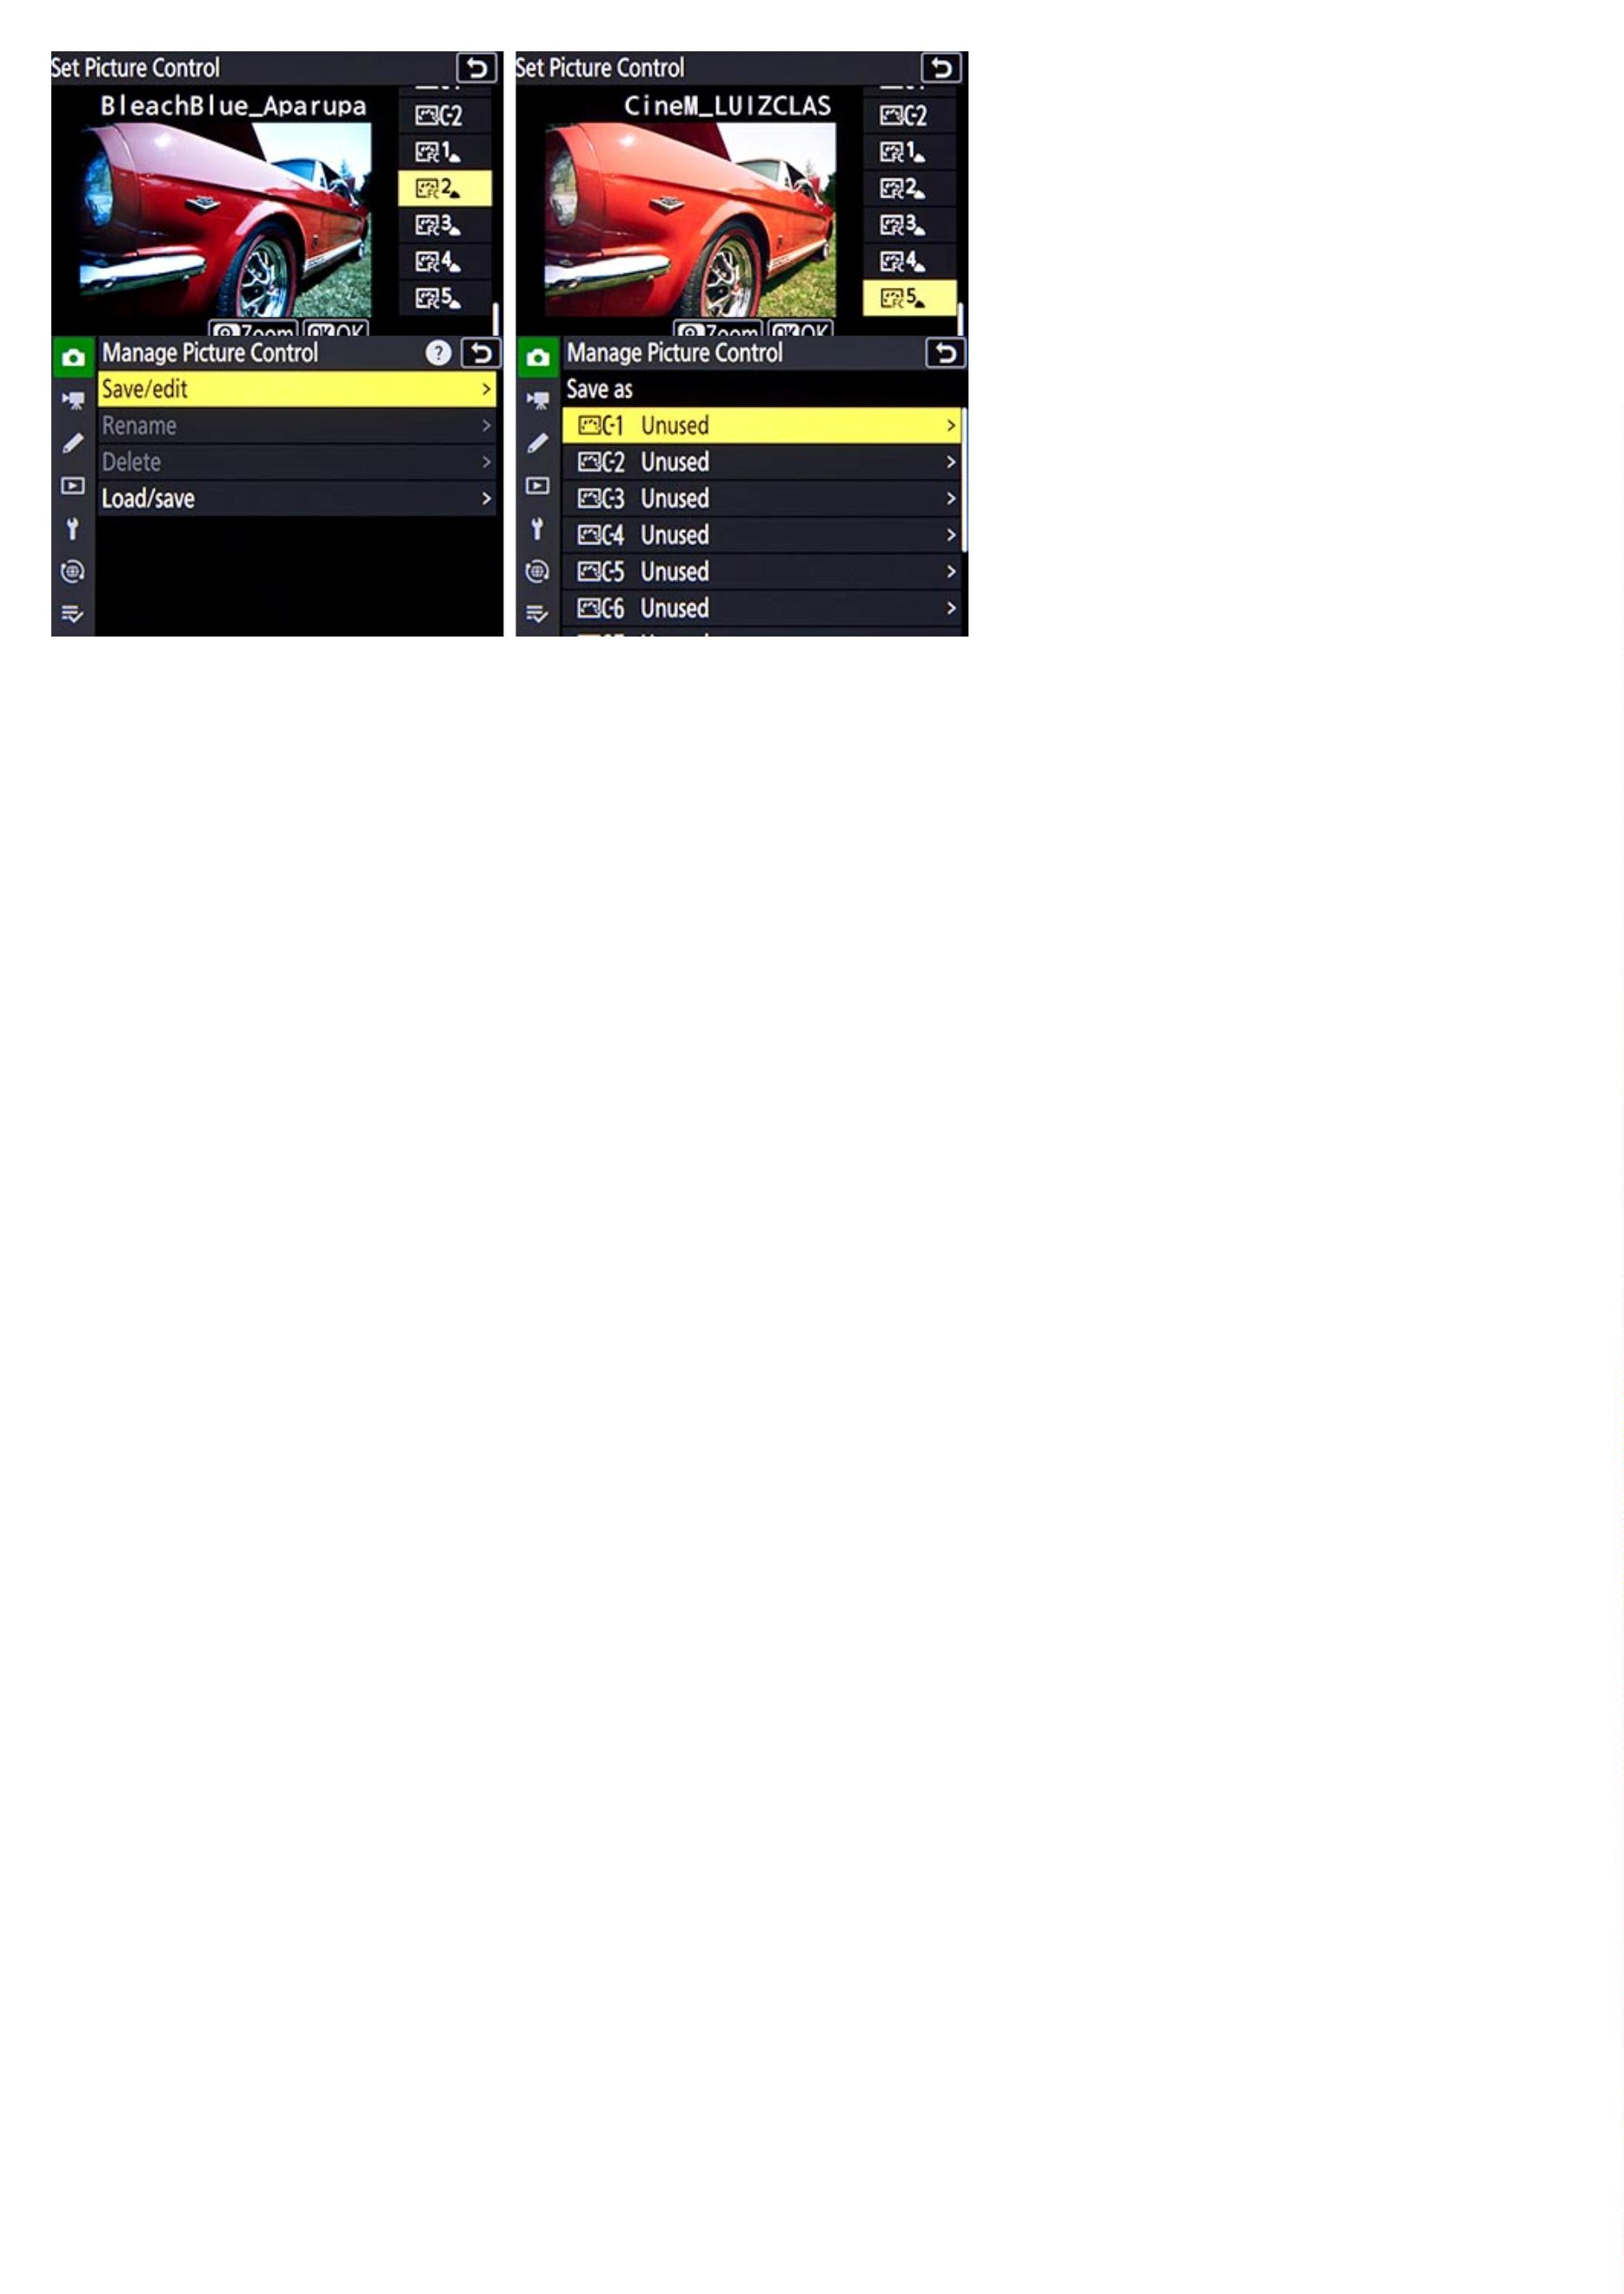 Set Picture Control
BleachBlue_Aparupa
C-2
1
2
3
4
5
Zoom OK OK
Manage Picture Control ?
Save/edit >
Rename >
Delete >
Load/save >
Set Picture Control
CineM_LUIZCLAS
C-2
1
2
3
4
5
Zoom OK OK
Manage Picture Control
Save as
C-1 Unused >
C-2 Unused >
C-3 Unused >
C-4 Unused >
C-5 Unused >
C-6 Unused >